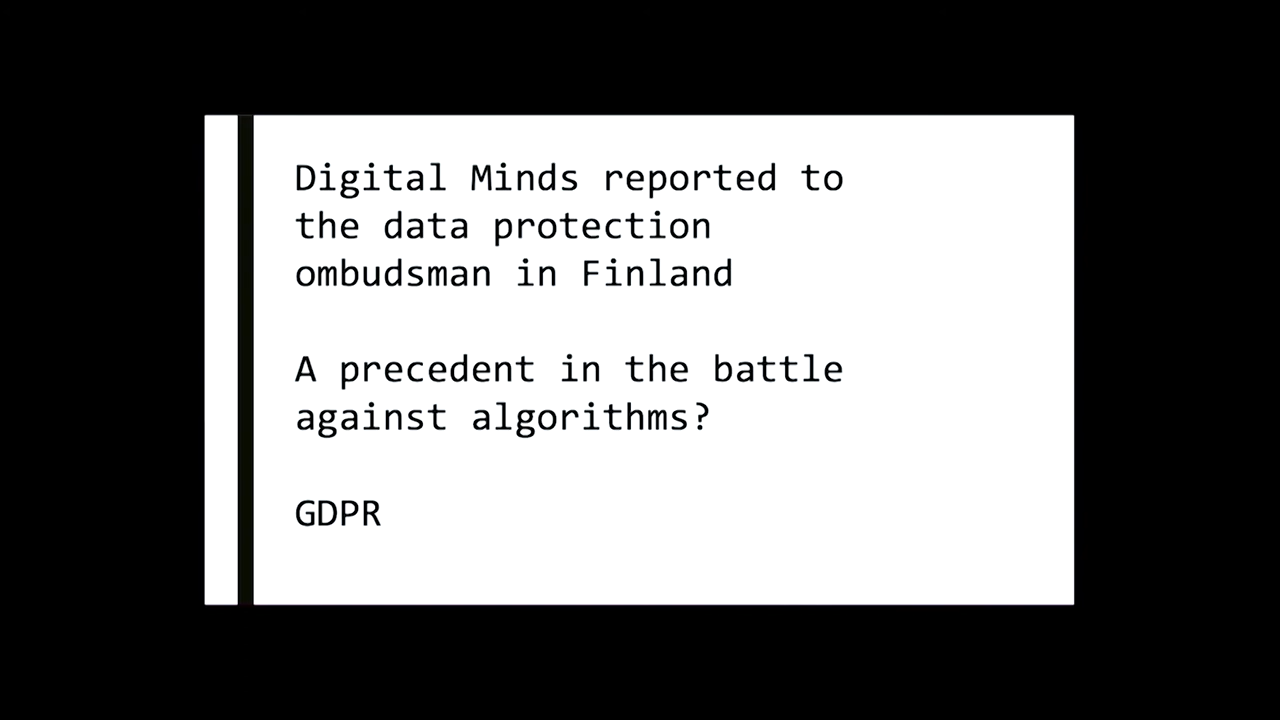 Digital Minds reported to
the data protection
ombudsman in Finland
A precedent in the battle
against algorithms?
GDPR